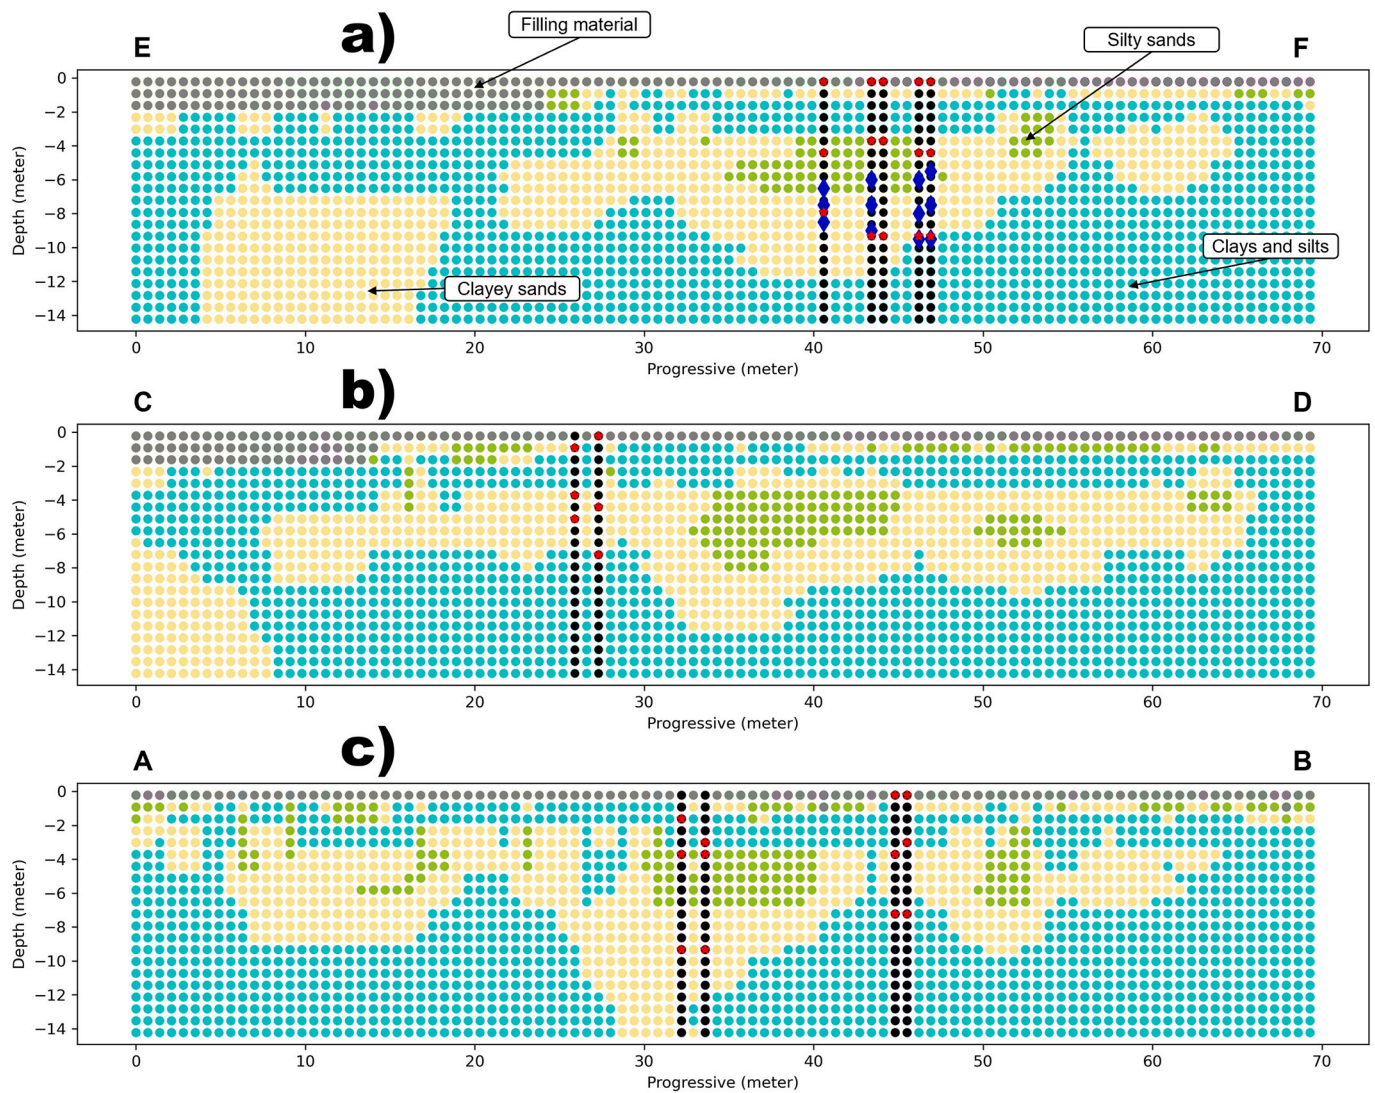 a)
Filling material
Silty sands
E
F
0
−2
−4
−6
−8
−10
−12
−14
Depth (meter)
Clays and silts
Clayey sands
0 10 20 30 40 50 60 70
Progressive (meter)
b)
C
D
0
−2
−4
−6
−8
−10
−12
−14
Depth (meter)
0 10 20 30 40 50 60 70
Progressive (meter)
c)
A
B
0
−2
−4
−6
−8
−10
−12
−14
Depth (meter)
0 10 20 30 40 50 60 70
Progressive (meter)